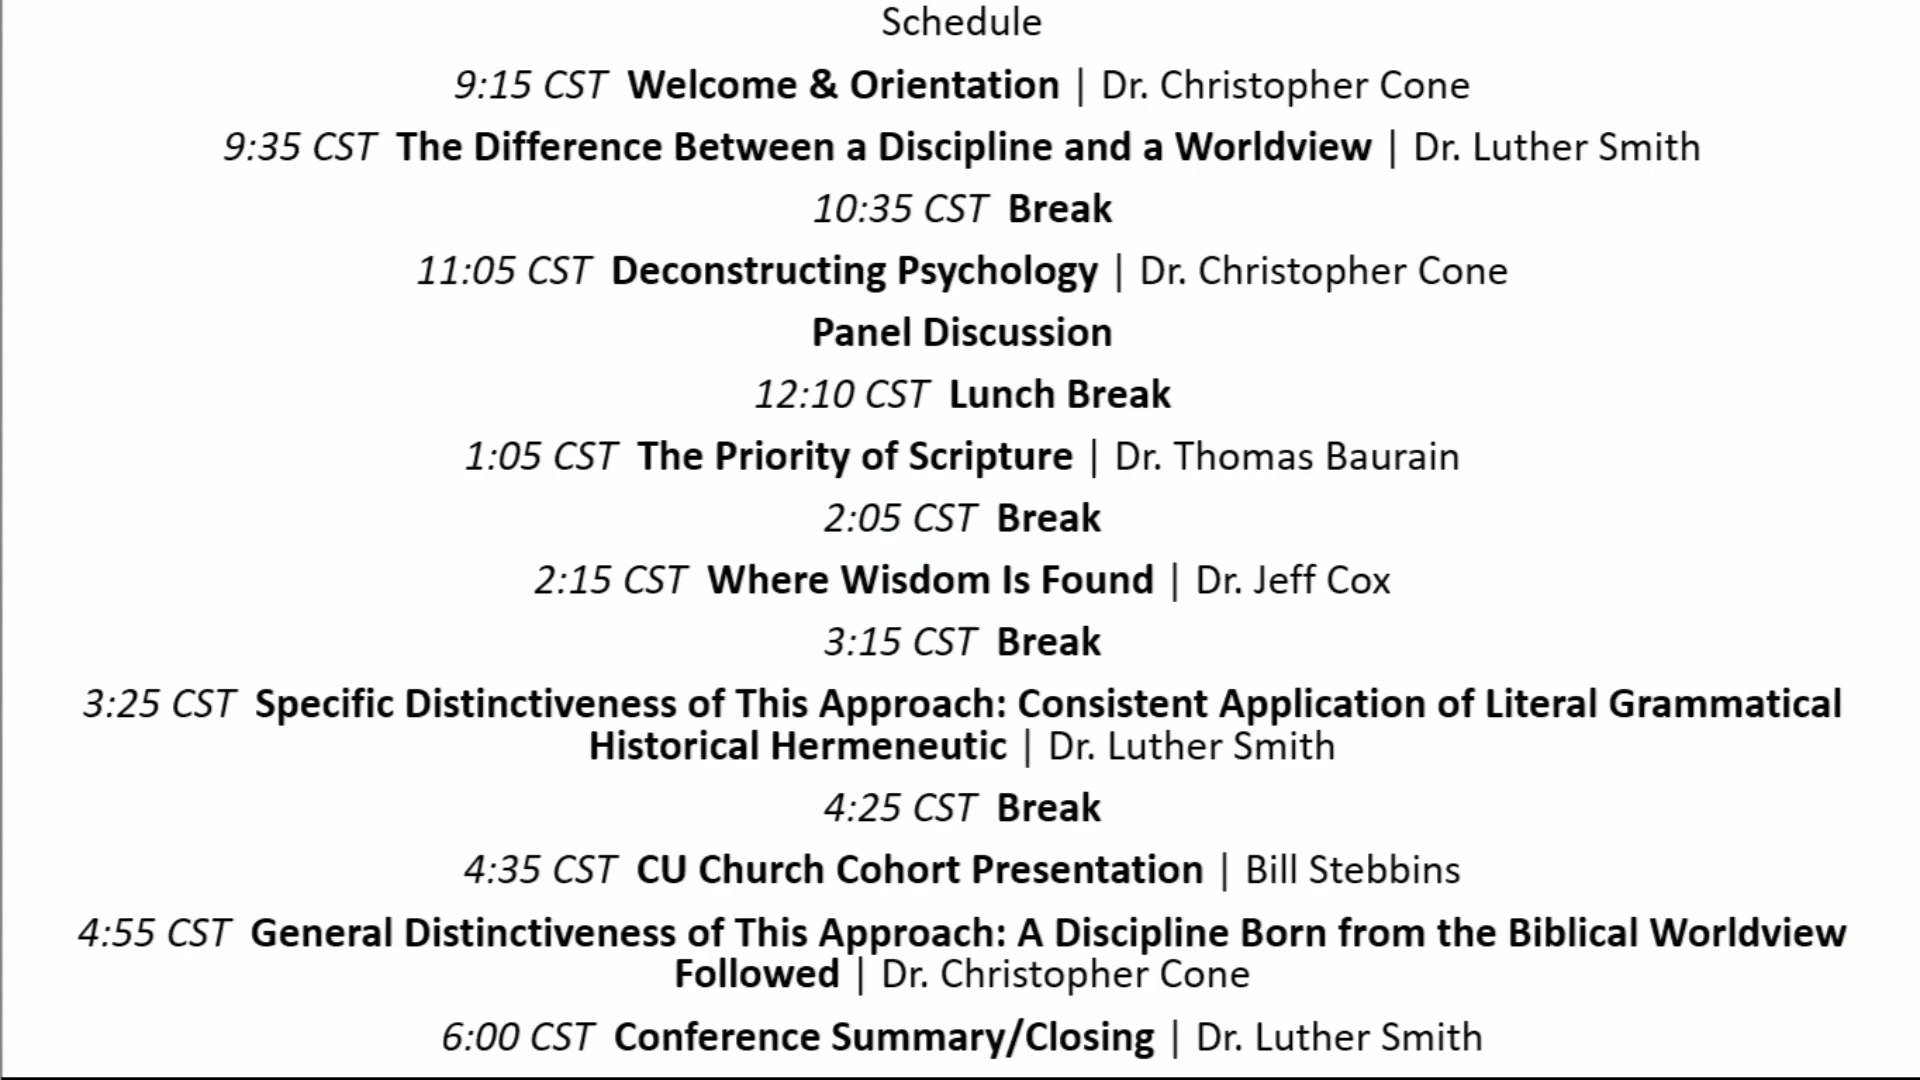 Schedule
9:15 CST Welcome & Orientation | Dr. Christopher Cone
9:35 CST The Difference Between a Discipline and a Worldview | Dr. Luther Smith
10:35 CST Break
11:05 CST Deconstructing Psychology | Dr. Christopher Cone
Panel Discussion
12:10 CST Lunch Break
1:05 CST The Priority of Scripture | Dr. Thomas Baurain
2:05 CST Break
2:15 CST Where Wisdom Is Found | Dr. Jeff Cox
3:15 CST Break
3:25 CST Specific Distinctiveness of This Approach: Consistent Application of Literal Grammatical
Historical Hermeneutic | Dr. Luther Smith
4:25 CST Break
4:35 CST CU Church Cohort Presentation | Bill Stebbins
4:55 CST General Distinctiveness of This Approach: A Discipline Born from the Biblical Worldview
Followed | Dr. Christopher Cone
6:00 CST Conference Summary/Closing | Dr. Luther Smith